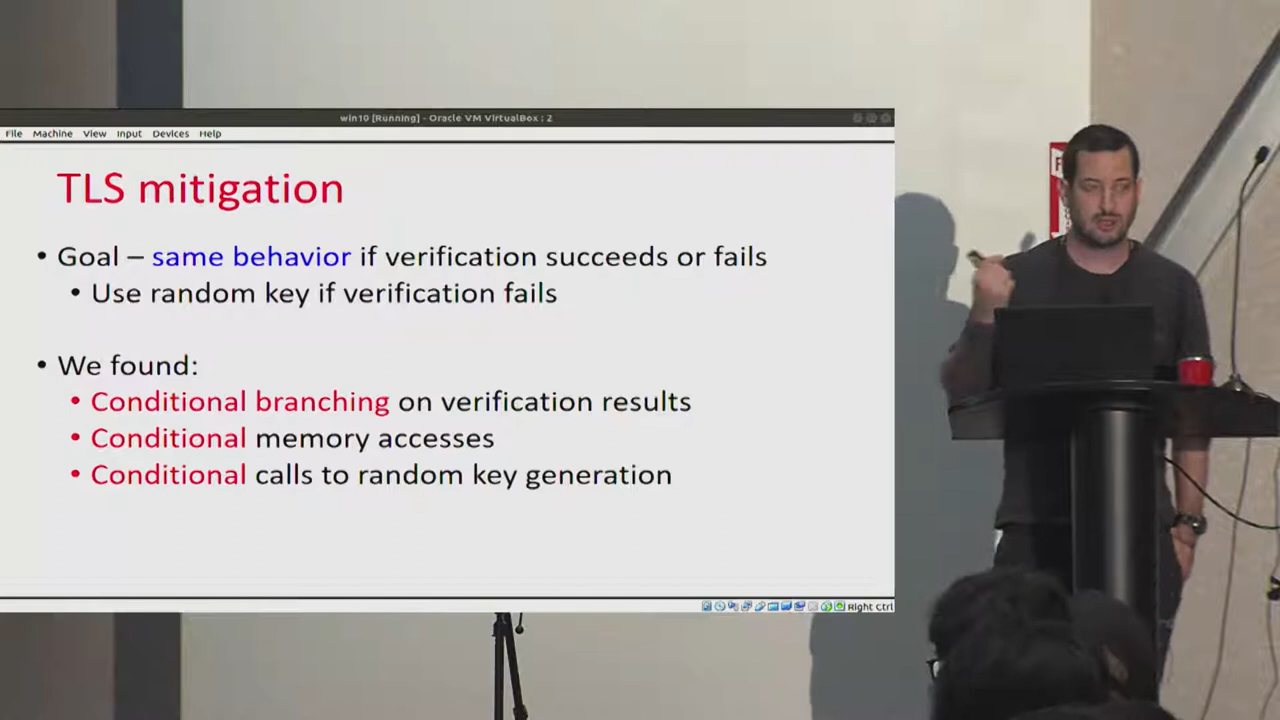 win10 [Running] - Oracle VM VirtualBox : 2
File Machine View Input Devices Help
TLS mitigation
• Goal – same behavior if verification succeeds or fails
• Use random key if verification fails
• We found:
• Conditional branching on verification results
• Conditional memory accesses
• Conditional calls to random key generation
Right Ctrl